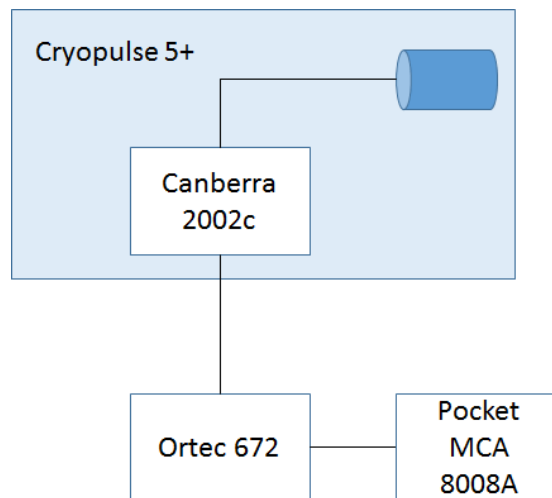 Cryopulse 5+
Canberra
2002c
Ortec 672
Pocket
MCA
8008A